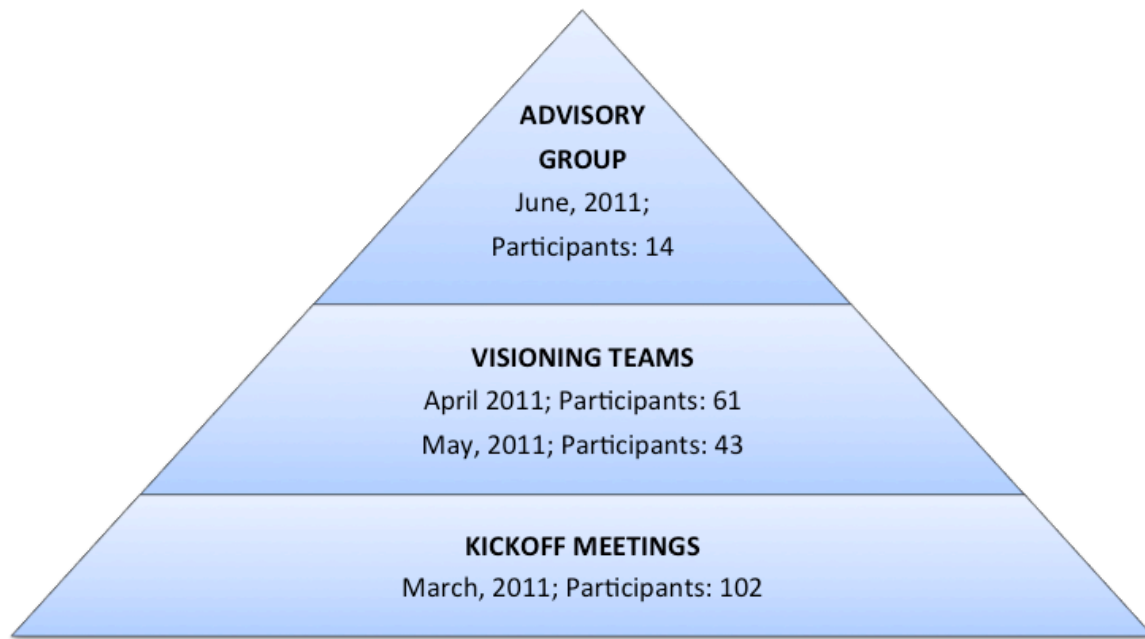 ADVISORY
GROUP
June, 2011;
Participants: 14
VISIONING TEAMS
April 2011; Participants: 61
May, 2011; Participants: 43
KICKOFF MEETINGS
March, 2011; Participants: 102